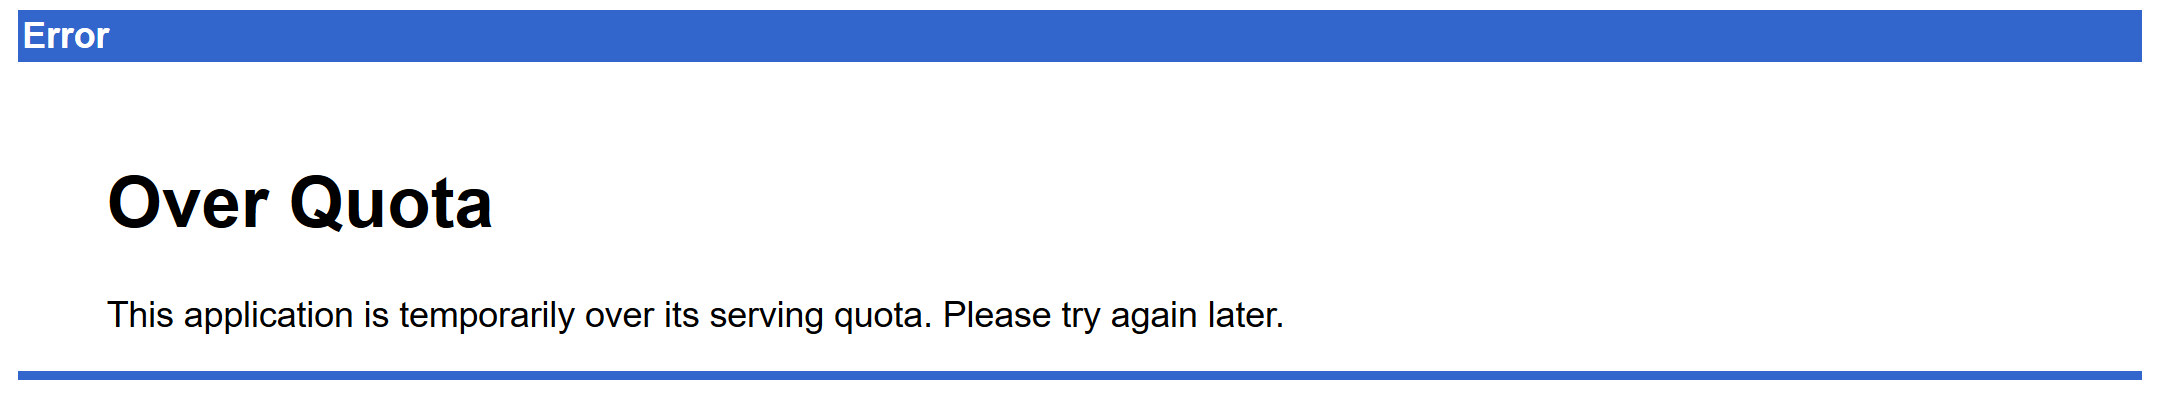 Error
Over Quota
This application is temporarily over its serving quota. Please try again later.